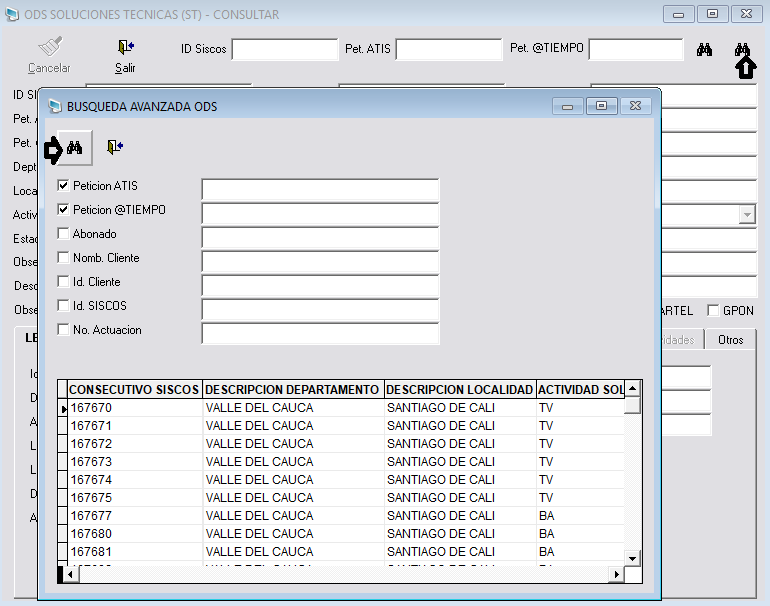 ODS SOLUCIONES TECNICAS (ST) - CONSULTAR
Cancelar Salir ID Siscos Pet. ATIS Pet. @TIEMPO
ID SI
Pet.
Pet.
Dept
Loca
Activ
Estac
Obse
Desc
Obse ARTEL GPON
LE idades Otros
BUSQUEDA AVANZADA ODS
Peticion ATIS
Peticion @TIEMPO
Abonado
Nomb. Cliente
Id. Cliente
Id. SISCOS
No. Actuacion
CONSECUTIVO SISCOS DESCRIPCION DEPARTAMENTO DESCRIPCION LOCALIDAD ACTIVIDAD SOL
167670 VALLE DEL CAUCA SANTIAGO DE CALI TV
167671 VALLE DEL CAUCA SANTIAGO DE CALI TV
167672 VALLE DEL CAUCA SANTIAGO DE CALI TV
167673 VALLE DEL CAUCA SANTIAGO DE CALI TV
167674 VALLE DEL CAUCA SANTIAGO DE CALI TV
167675 VALLE DEL CAUCA SANTIAGO DE CALI TV
167677 VALLE DEL CAUCA SANTIAGO DE CALI BA
167680 VALLE DEL CAUCA SANTIAGO DE CALI BA
167681 VALLE DEL CAUCA SANTIAGO DE CALI BA